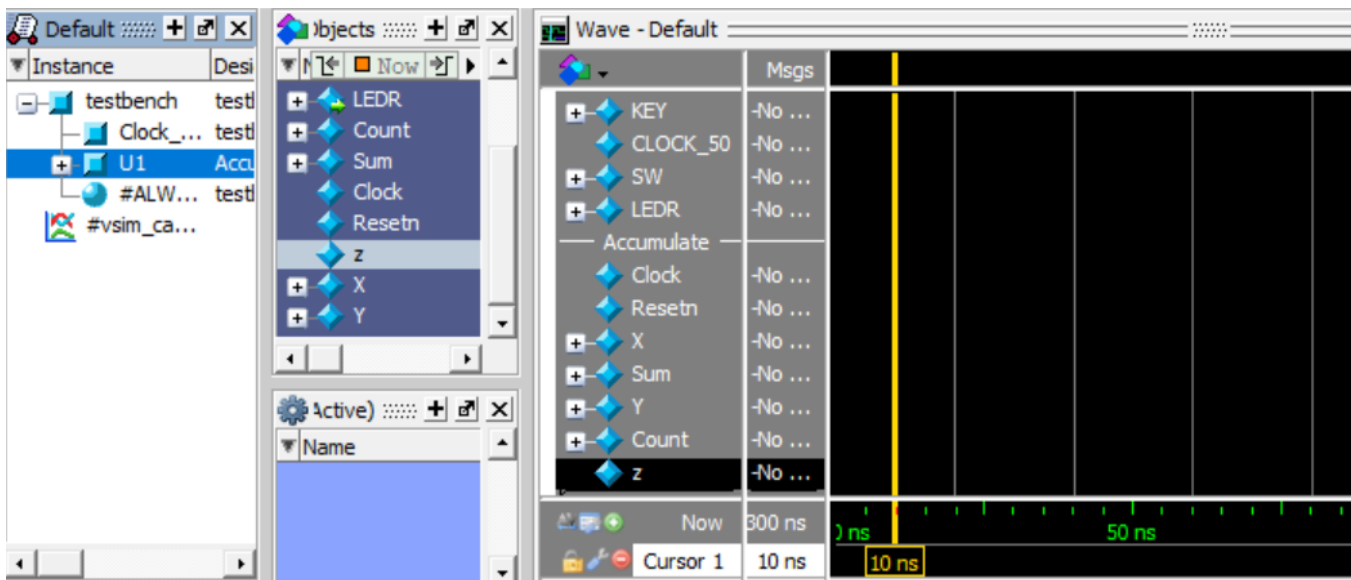 Default
Instance Desi
testbench testl
Clock_... testl
U1 Accu
#ALW... testl
#vsim_ca...
Objects
Now
LEDR
Count
Sum
Clock
Resetn
z
X
Y
Active)
Name
Wave - Default
Msgs
KEY -No ...
CLOCK_50 -No ...
SW -No ...
LEDR -No ...
Accumulate
Clock -No ...
Resetn -No ...
X -No ...
Sum -No ...
Y -No ...
Count -No ...
z -No ...
Now 300 ns
Cursor 1 10 ns
ns 50 ns
10 ns